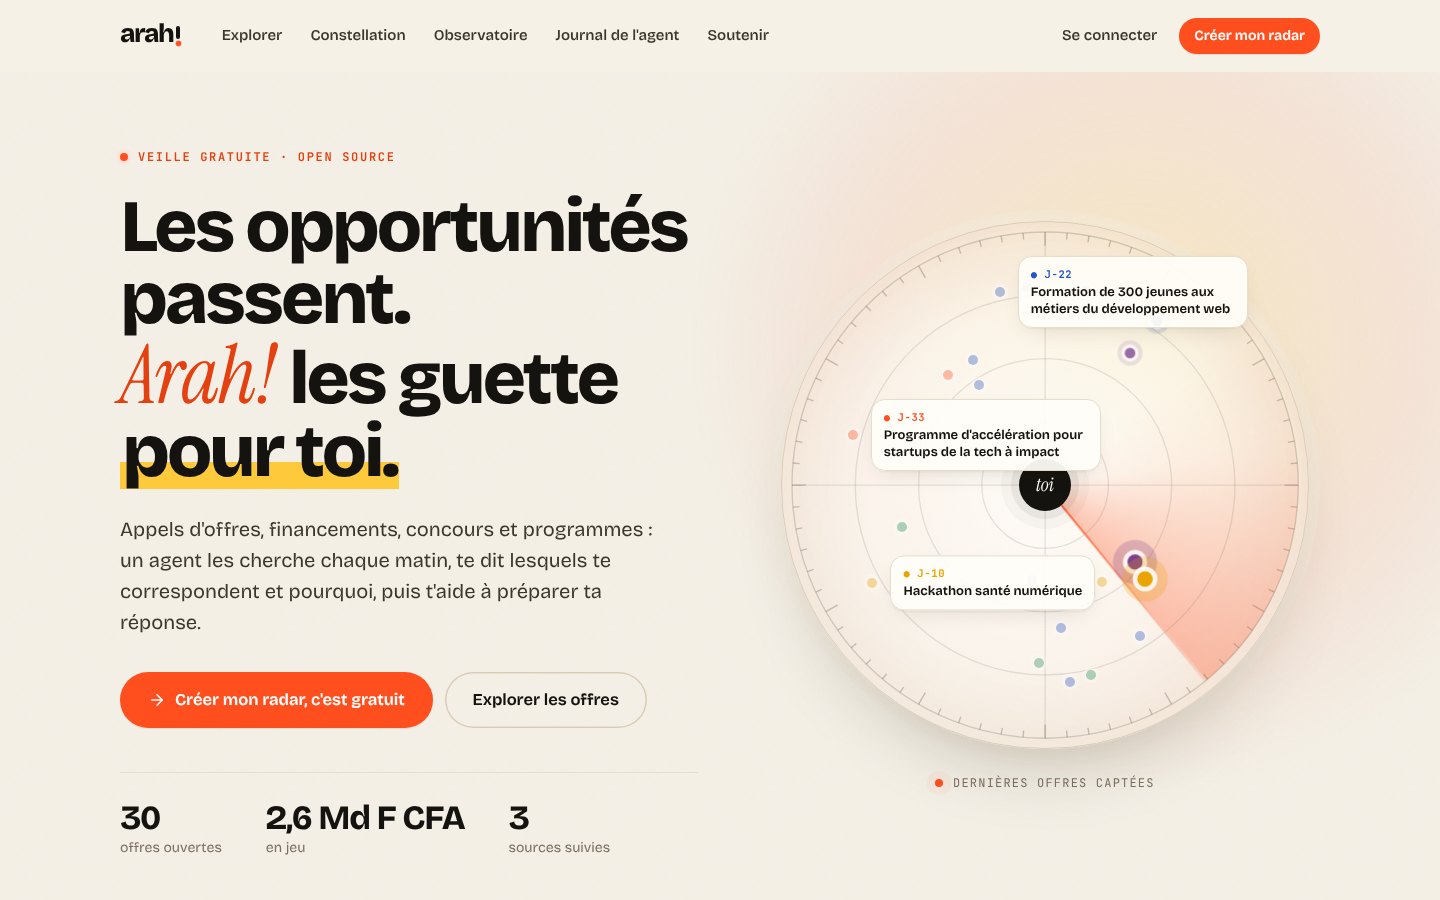 arah!
Explorer
Constellation
Observatoire
Journal de l'agent
Soutenir
Se connecter
Créer mon radar
VEILLE GRATUITE · OPEN SOURCE
Les opportunités
passent.
Arah! les guette
pour toi.
Appels d'offres, financements, concours et programmes :
un agent les cherche chaque matin, te dit lesquels te
correspondent et pourquoi, puis t'aide à préparer ta
réponse.
→ Créer mon radar, c'est gratuit
Explorer les offres
30
offres ouvertes
2,6 Md F CFA
en jeu
3
sources suivies
J-22
Formation de 300 jeunes aux
métiers du développement web
J-33
Programme d'accélération pour
startups de la tech à impact
toi
J-10
Hackathon santé numérique
DERNIÈRES OFFRES CAPTÉES